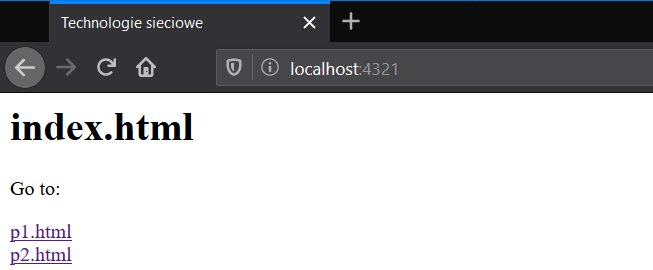 Technologie sieciowe
localhost:4321
index.html
Go to:
p1.html
p2.html